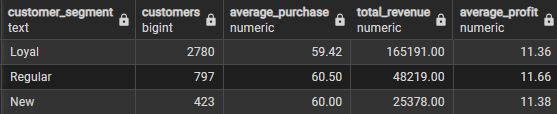 customer_segment customers average_purchase total_revenue average_profit
text bigint numeric numeric numeric
Loyal 2780 59.42 165191.00 11.36
Regular 797 60.50 48219.00 11.66
New 423 60.00 25378.00 11.38